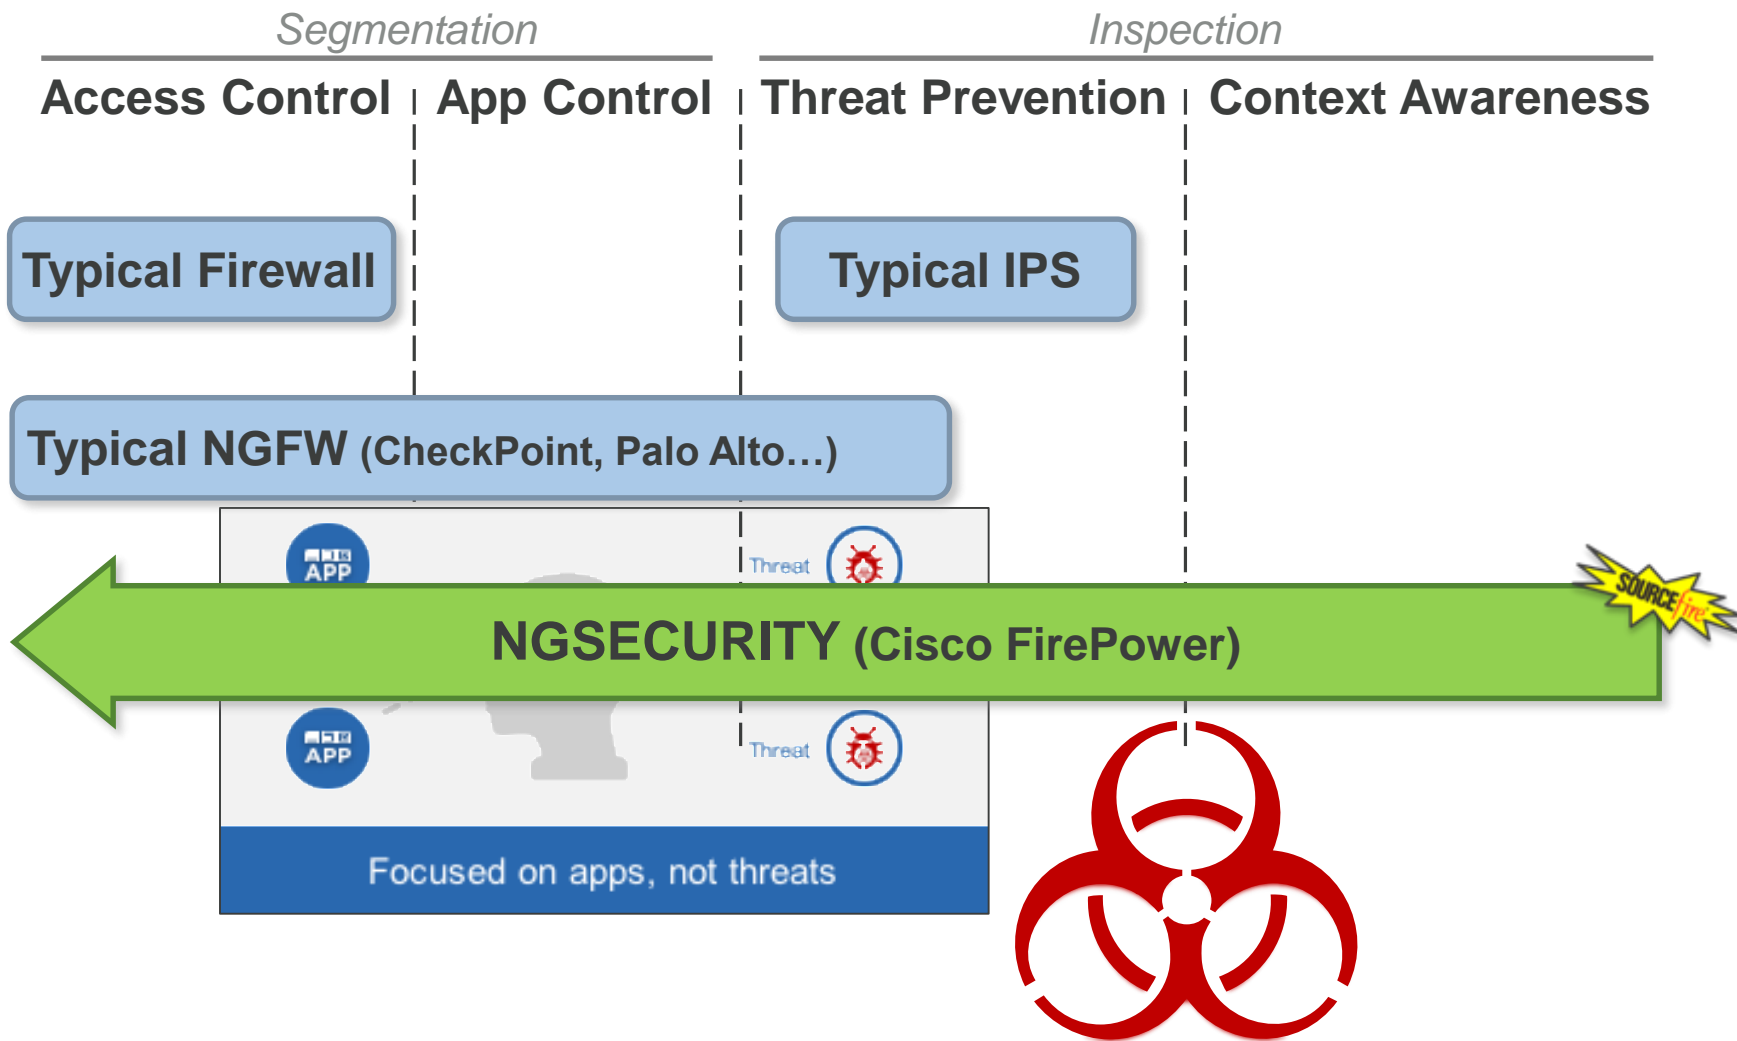 Segmentation
Inspection
Access Control
App Control
Threat Prevention
Context Awareness
Typical Firewall
Typical IPS
Typical NGFW (CheckPoint, Palo Alto…)
APP
Threat
SOURCEfire
NGSECURITY (Cisco FirePower)
APP
Threat
Focused on apps, not threats